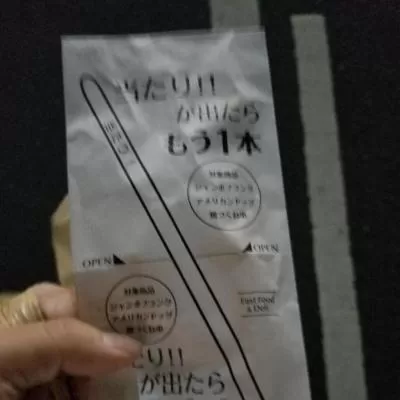 当たり!!
が出たら
もう1本
対象商品
ジャンボフランク
アメリカンドッグ
OPEN
OPEN
対象商品
ジャンボフランク
アメリカンドッグ
Fast Food
& Deli
たり!!
が出たら